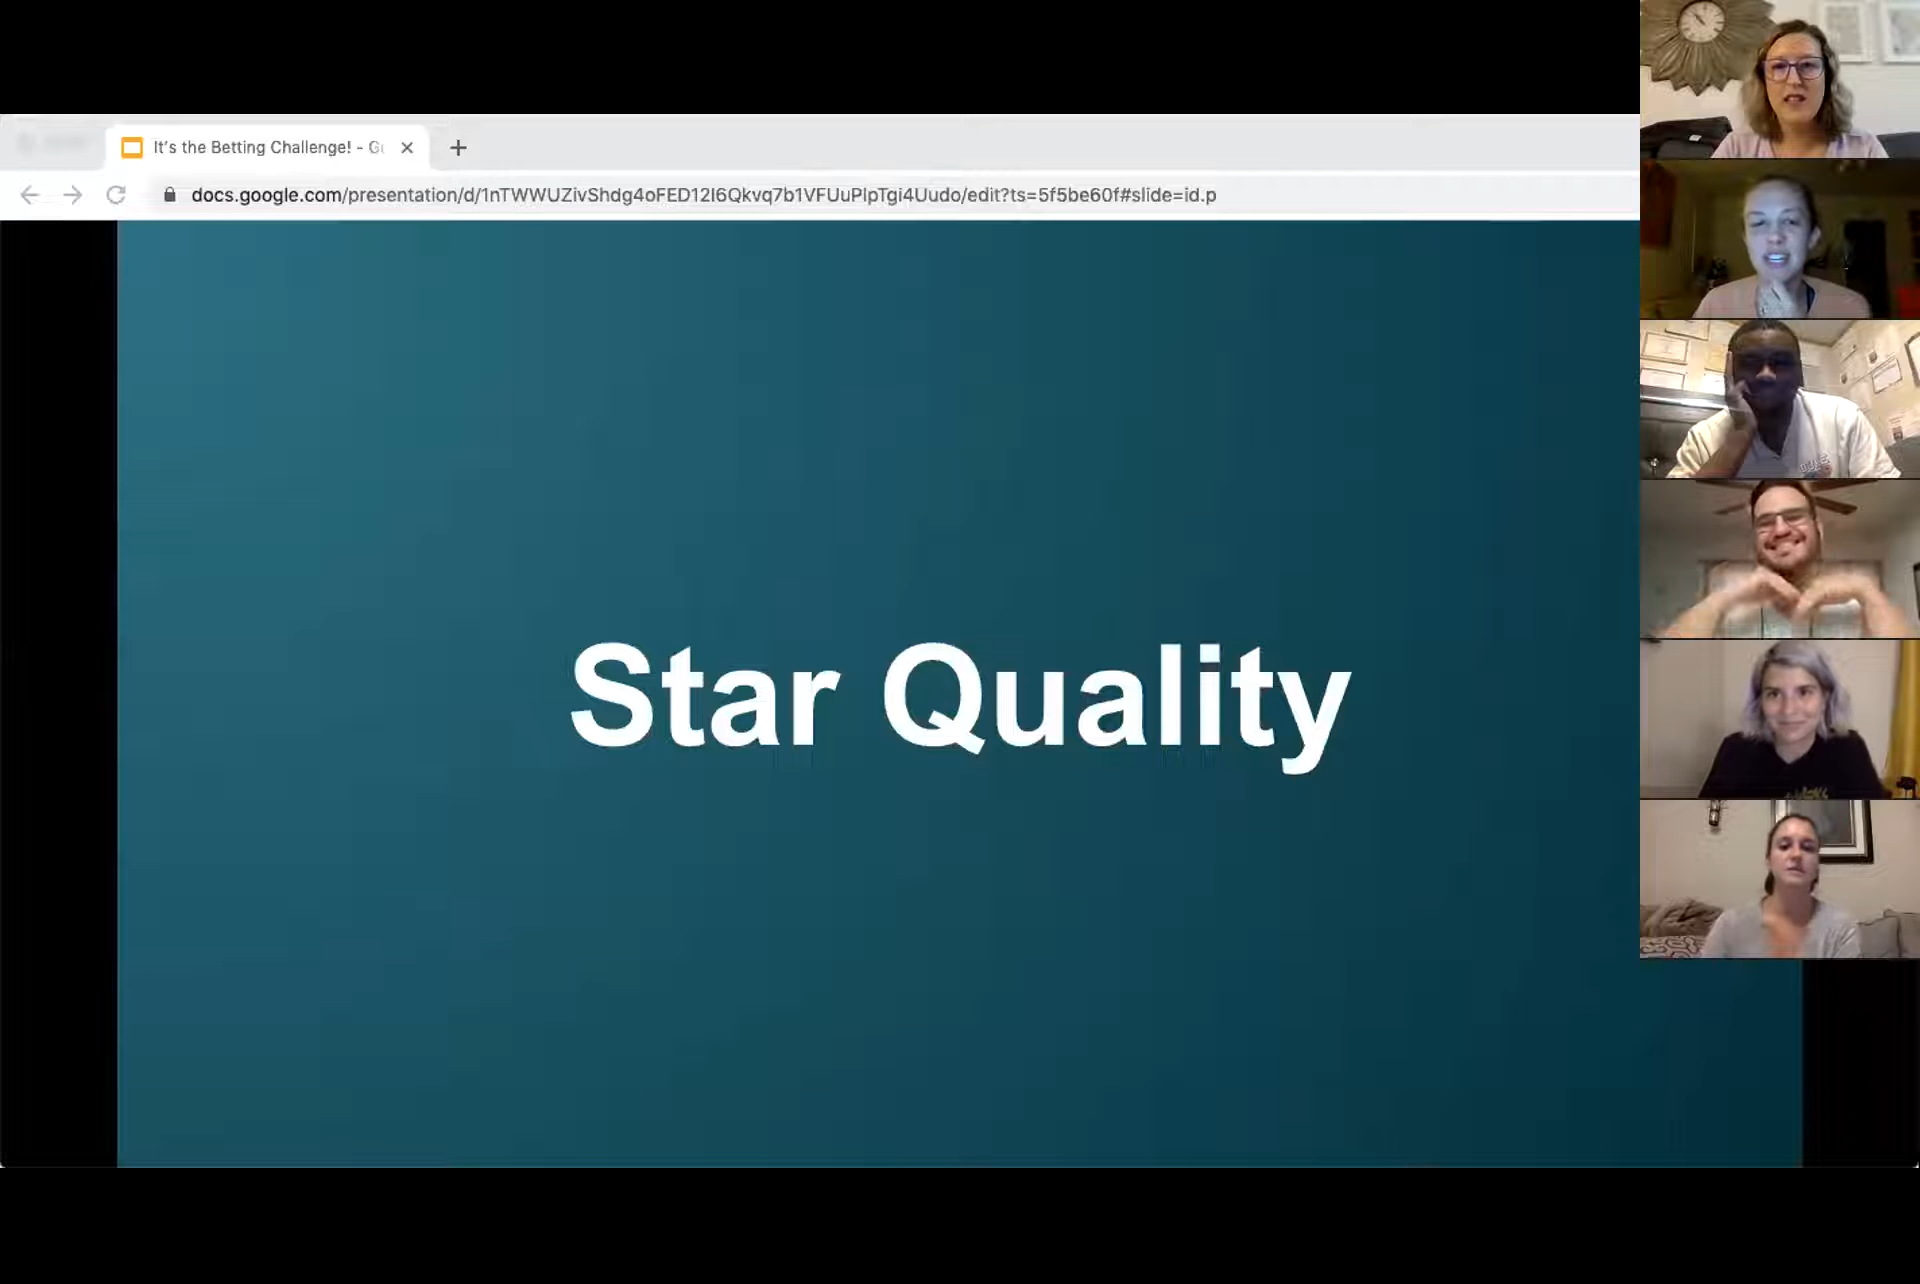 It's the Betting Challenge! - G
docs.google.com/presentation/d/1nTWWUZivShdg4oFED12I6Qkvq7b1VFUuPlpTgi4Uudo/edit?ts=5f5be60f#slide=id.p
Star Quality